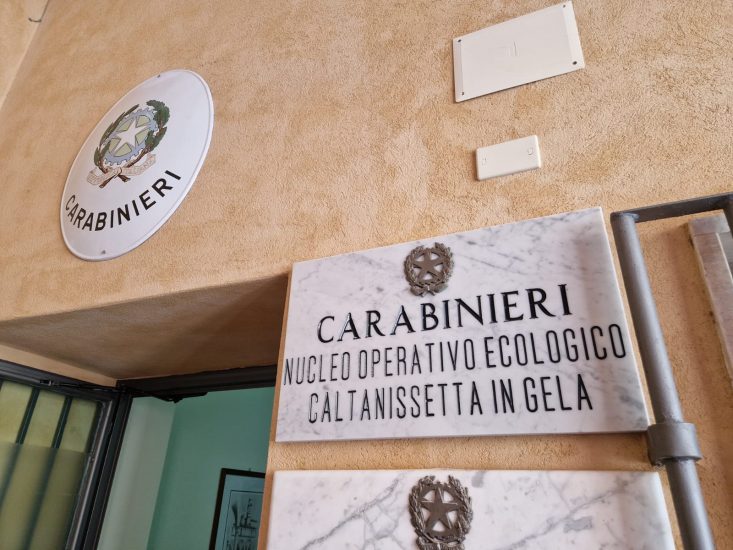 CARABINIERI
CARABINIERI
NUCLEO OPERATIVO ECOLOGICO
CALTANISSETTA IN GELA